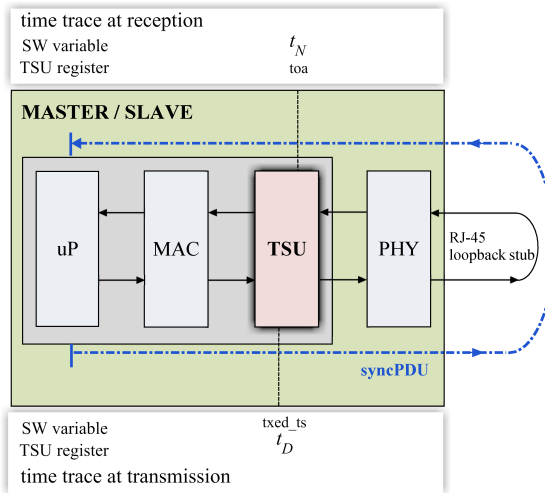 time trace at reception
SW variable t_N
TSU register toa
MASTER / SLAVE
uP MAC TSU PHY
RJ-45
loopback stub
syncPDU
SW variable txed_ts
TSU register t_D
time trace at transmission